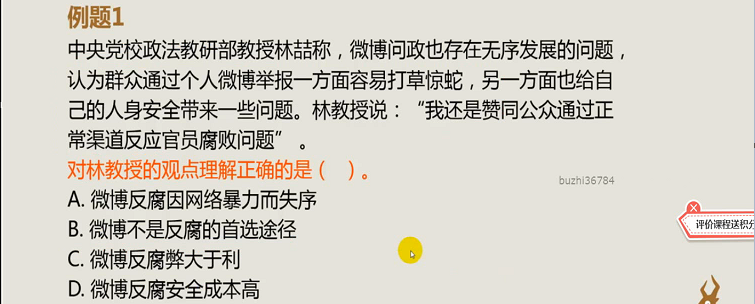 例题1
中央党校政法教研部教授林喆称，微博问政也存在无序发展的问题，
认为群众通过个人微博举报一方面容易打草惊蛇，另一方面也给自
己的人身安全带来一些问题。林教授说：“我还是赞同公众通过正
常渠道反应官员腐败问题” 。
对林教授的观点理解正确的是（ ）。
buzhi36784
A. 微博反腐因网络暴力而失序
B. 微博不是反腐的首选途径
C. 微博反腐弊大于利
D. 微博反腐安全成本高
评价课程送积分